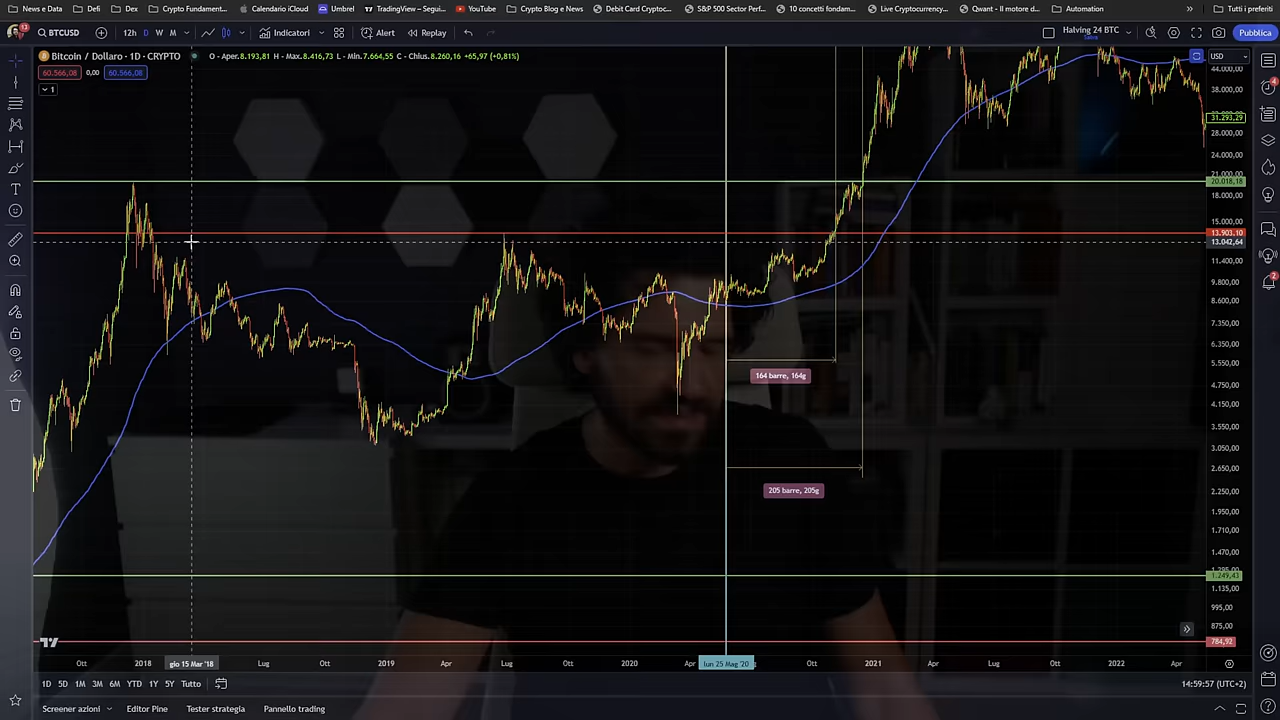 News e Data
Defi
Dex
Crypto Fundament...
Calendario iCloud
Umbrel
TradingView – Segui...
YouTube
Crypto Blog e News
Debit Card Cryptoc...
S&P 500 Sector Perf...
10 concetti fondam...
Live Cryptocurrency...
Qwant - Il motore d...
Automation
Tutti i preferiti
13
BTCUSD
12h D W M
Indicatori
Alert
Replay
Halving 24 BTC
Salva
Pubblica
Bitcoin / Dollaro · 1D · CRYPTO
O - Aper.8.193,81 H - Max.8.416,73 L - Min.7.664,55 C - Chius.8.260,16 +65,97 (+0,81%)
USD
60.566,08 0,00 60.566,08
1
44.000,00
38.000,00
31.293,29
28.000,00
24.000,00
21.000,00
20.018,18
18.000,00
15.000,00
13.903,10
13.042,64
11.400,00
9.800,00
8.600,00
7.350,00
6.350,00
5.550,00
4.750,00
4.150,00
3.550,00
3.050,00
2.650,00
2.250,00
1.950,00
1.710,00
1.470,00
1.295,00
1.249,43
1.135,00
995,00
875,00
784,92
164 barre, 164g
205 barre, 205g
Ott 2018 gio 15 Mar '18 Lug Ott 2019 Apr Lug Ott 2020 Apr lun 25 Mag '20 Ott 2021 Apr Lug Ott 2022 Apr
1D 5D 1M 3M 6M YTD 1Y 5Y Tutto
14:59:57 (UTC+2)
Screener azioni
Editor Pine
Tester strategia
Pannello trading
4
2